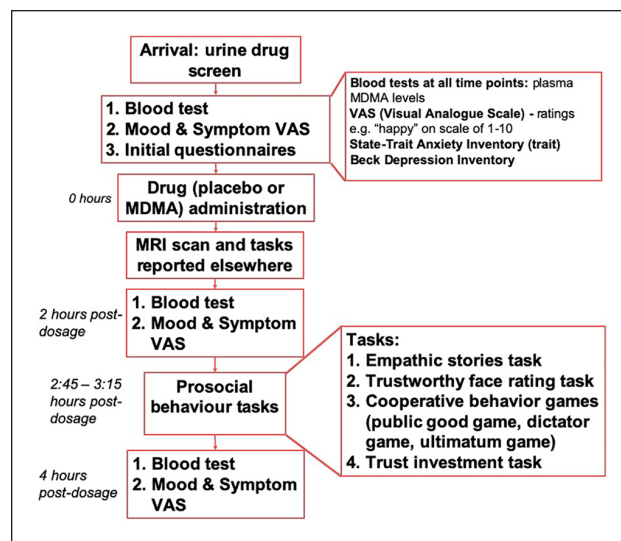 Arrival: urine drug
screen
1. Blood test
2. Mood & Symptom VAS
3. Initial questionnaires
Blood tests at all time points: plasma
MDMA levels
VAS (Visual Analogue Scale) - ratings
e.g. “happy” on scale of 1-10
State-Trait Anxiety Inventory (trait)
Beck Depression Inventory
0 hours
Drug (placebo or
MDMA) administration
MRI scan and tasks
reported elsewhere
2 hours post-
dosage
1. Blood test
2. Mood & Symptom
VAS
2:45 – 3:15
hours post-
dosage
Prosocial
behaviour tasks
Tasks:
1. Empathic stories task
2. Trustworthy face rating task
3. Cooperative behavior games
(public good game, dictator
game, ultimatum game)
4. Trust investment task
4 hours
post-dosage
1. Blood test
2. Mood & Symptom
VAS